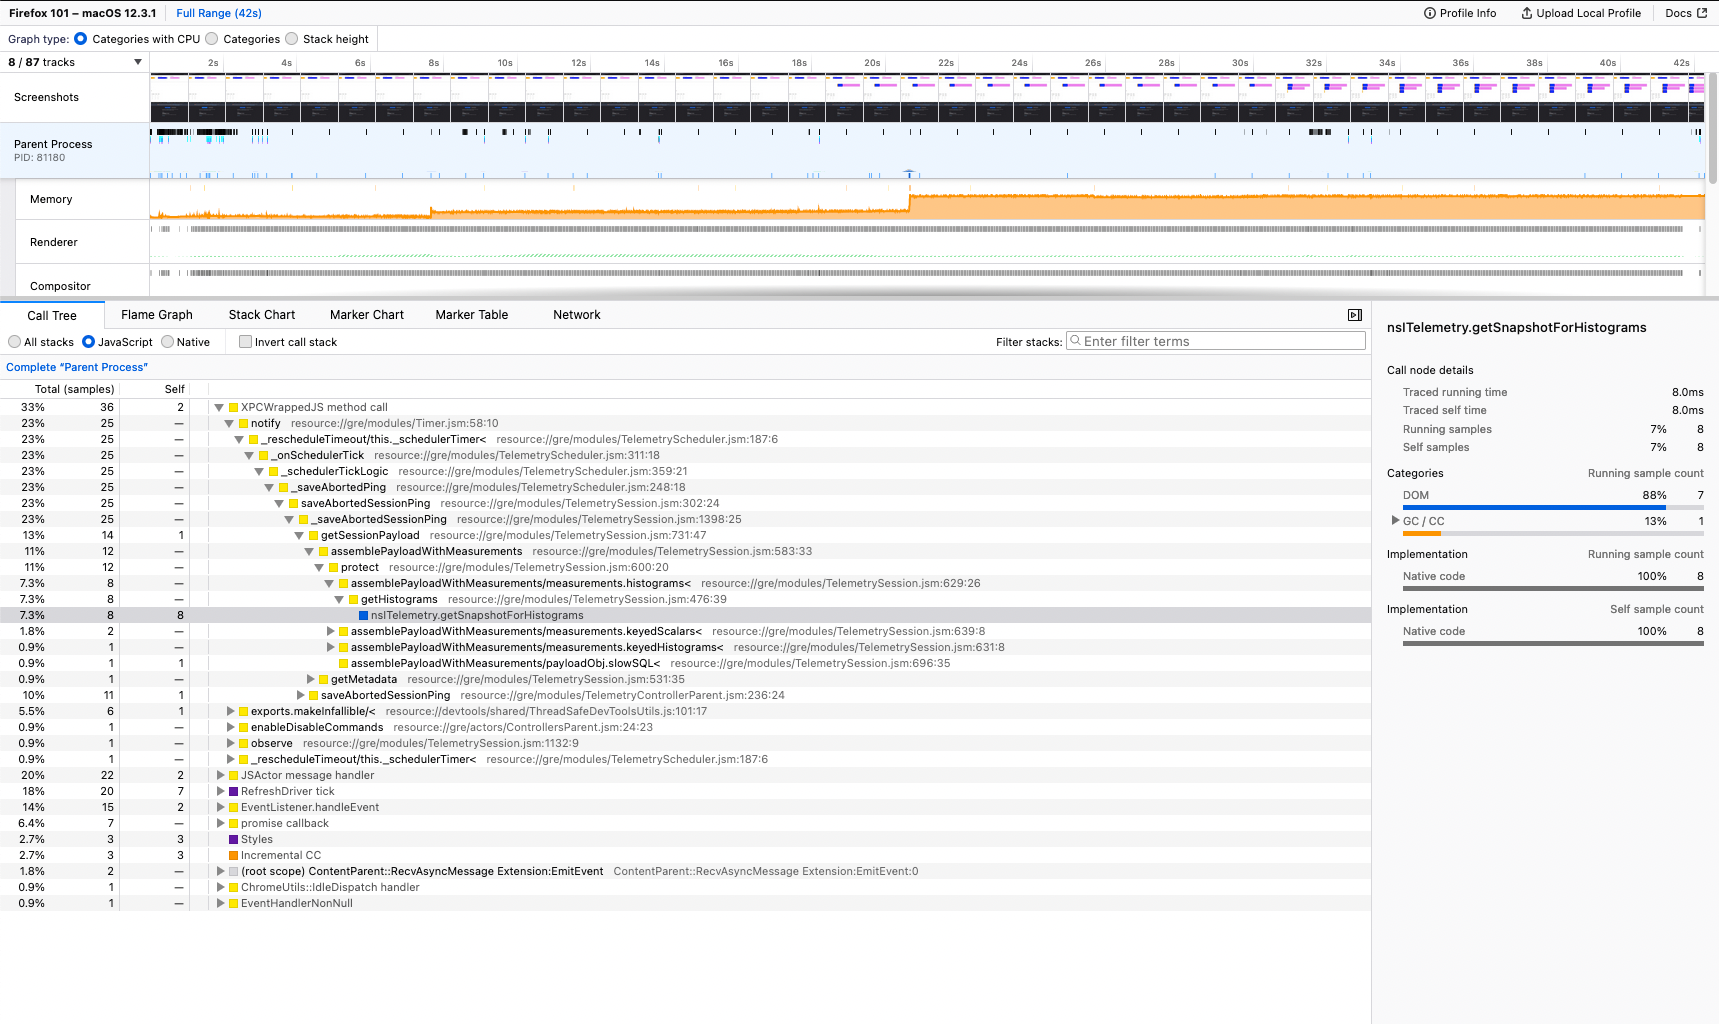 Firefox 101 – macOS 12.3.1 Full Range (42s) Profile Info Upload Local Profile Docs
Graph type: Categories with CPU Categories Stack height
8 / 87 tracks 2s 4s 6s 8s 10s 12s 14s 16s 18s 20s 22s 24s 26s 28s 30s 32s 34s 36s 38s 40s 42s
Screenshots
Parent Process
PID: 81180
Memory
Renderer
Compositor
Call Tree Flame Graph Stack Chart Marker Chart Marker Table Network
All stacks JavaScript Native Invert call stack Filter stacks: Enter filter terms
Complete “Parent Process”
Total (samples) Self
33% 36 2 XPCWrappedJS method call
23% 25 — notify resource://gre/modules/Timer.jsm:58:10
23% 25 — _rescheduleTimeout/this._schedulerTimer< resource://gre/modules/TelemetryScheduler.jsm:187:6
23% 25 — _onSchedulerTick resource://gre/modules/TelemetryScheduler.jsm:311:18
23% 25 — _schedulerTickLogic resource://gre/modules/TelemetryScheduler.jsm:359:21
23% 25 — _saveAbortedPing resource://gre/modules/TelemetryScheduler.jsm:248:18
23% 25 — saveAbortedSessionPing resource://gre/modules/TelemetrySession.jsm:302:24
23% 25 — _saveAbortedSessionPing resource://gre/modules/TelemetrySession.jsm:1398:25
13% 14 1 getSessionPayload resource://gre/modules/TelemetrySession.jsm:731:47
11% 12 — assemblePayloadWithMeasurements resource://gre/modules/TelemetrySession.jsm:583:33
11% 12 — protect resource://gre/modules/TelemetrySession.jsm:600:20
7.3% 8 — assemblePayloadWithMeasurements/measurements.histograms< resource://gre/modules/TelemetrySession.jsm:629:26
7.3% 8 — getHistograms resource://gre/modules/TelemetrySession.jsm:476:39
7.3% 8 8 nsITelemetry.getSnapshotForHistograms
1.8% 2 — assemblePayloadWithMeasurements/measurements.keyedScalars< resource://gre/modules/TelemetrySession.jsm:639:8
0.9% 1 — assemblePayloadWithMeasurements/measurements.keyedHistograms< resource://gre/modules/TelemetrySession.jsm:631:8
0.9% 1 1 assemblePayloadWithMeasurements/payloadObj.slowSQL< resource://gre/modules/TelemetrySession.jsm:696:35
0.9% 1 — getMetadata resource://gre/modules/TelemetrySession.jsm:531:35
10% 11 1 saveAbortedSessionPing resource://gre/modules/TelemetryControllerParent.jsm:236:24
5.5% 6 1 exports.makeInfallible/< resource://devtools/shared/ThreadSafeDevToolsUtils.js:101:17
0.9% 1 — enableDisableCommands resource://gre/actors/ControllersParent.jsm:24:23
0.9% 1 — observe resource://gre/modules/TelemetrySession.jsm:1132:9
0.9% 1 — _rescheduleTimeout/this._schedulerTimer< resource://gre/modules/TelemetryScheduler.jsm:187:6
20% 22 2 JSActor message handler
18% 20 7 RefreshDriver tick
14% 15 2 EventListener.handleEvent
6.4% 7 — promise callback
2.7% 3 3 Styles
2.7% 3 3 Incremental CC
1.8% 2 — (root scope) ContentParent::RecvAsyncMessage Extension:EmitEvent ContentParent::RecvAsyncMessage Extension:EmitEvent:0
0.9% 1 — ChromeUtils::IdleDispatch handler
0.9% 1 — EventHandlerNonNull
nsITelemetry.getSnapshotForHistograms
Call node details
Traced running time 8.0ms
Traced self time 8.0ms
Running samples 7% 8
Self samples 7% 8
Categories Running sample count
DOM 88% 7
GC / CC 13% 1
Implementation Running sample count
Native code 100% 8
Implementation Self sample count
Native code 100% 8